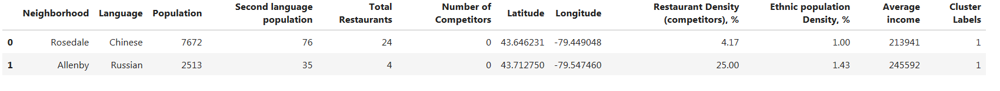 Neighborhood Language Population Second language population Total Restaurants Number of Competitors Latitude Longitude Restaurant Density (competitors), % Ethnic population Density, % Average income Cluster Labels
0 Rosedale Chinese 7672 76 24 0 43.646231 -79.449048 4.17 1.00 213941 1
1 Allenby Russian 2513 35 4 0 43.712750 -79.547460 25.00 1.43 245592 1